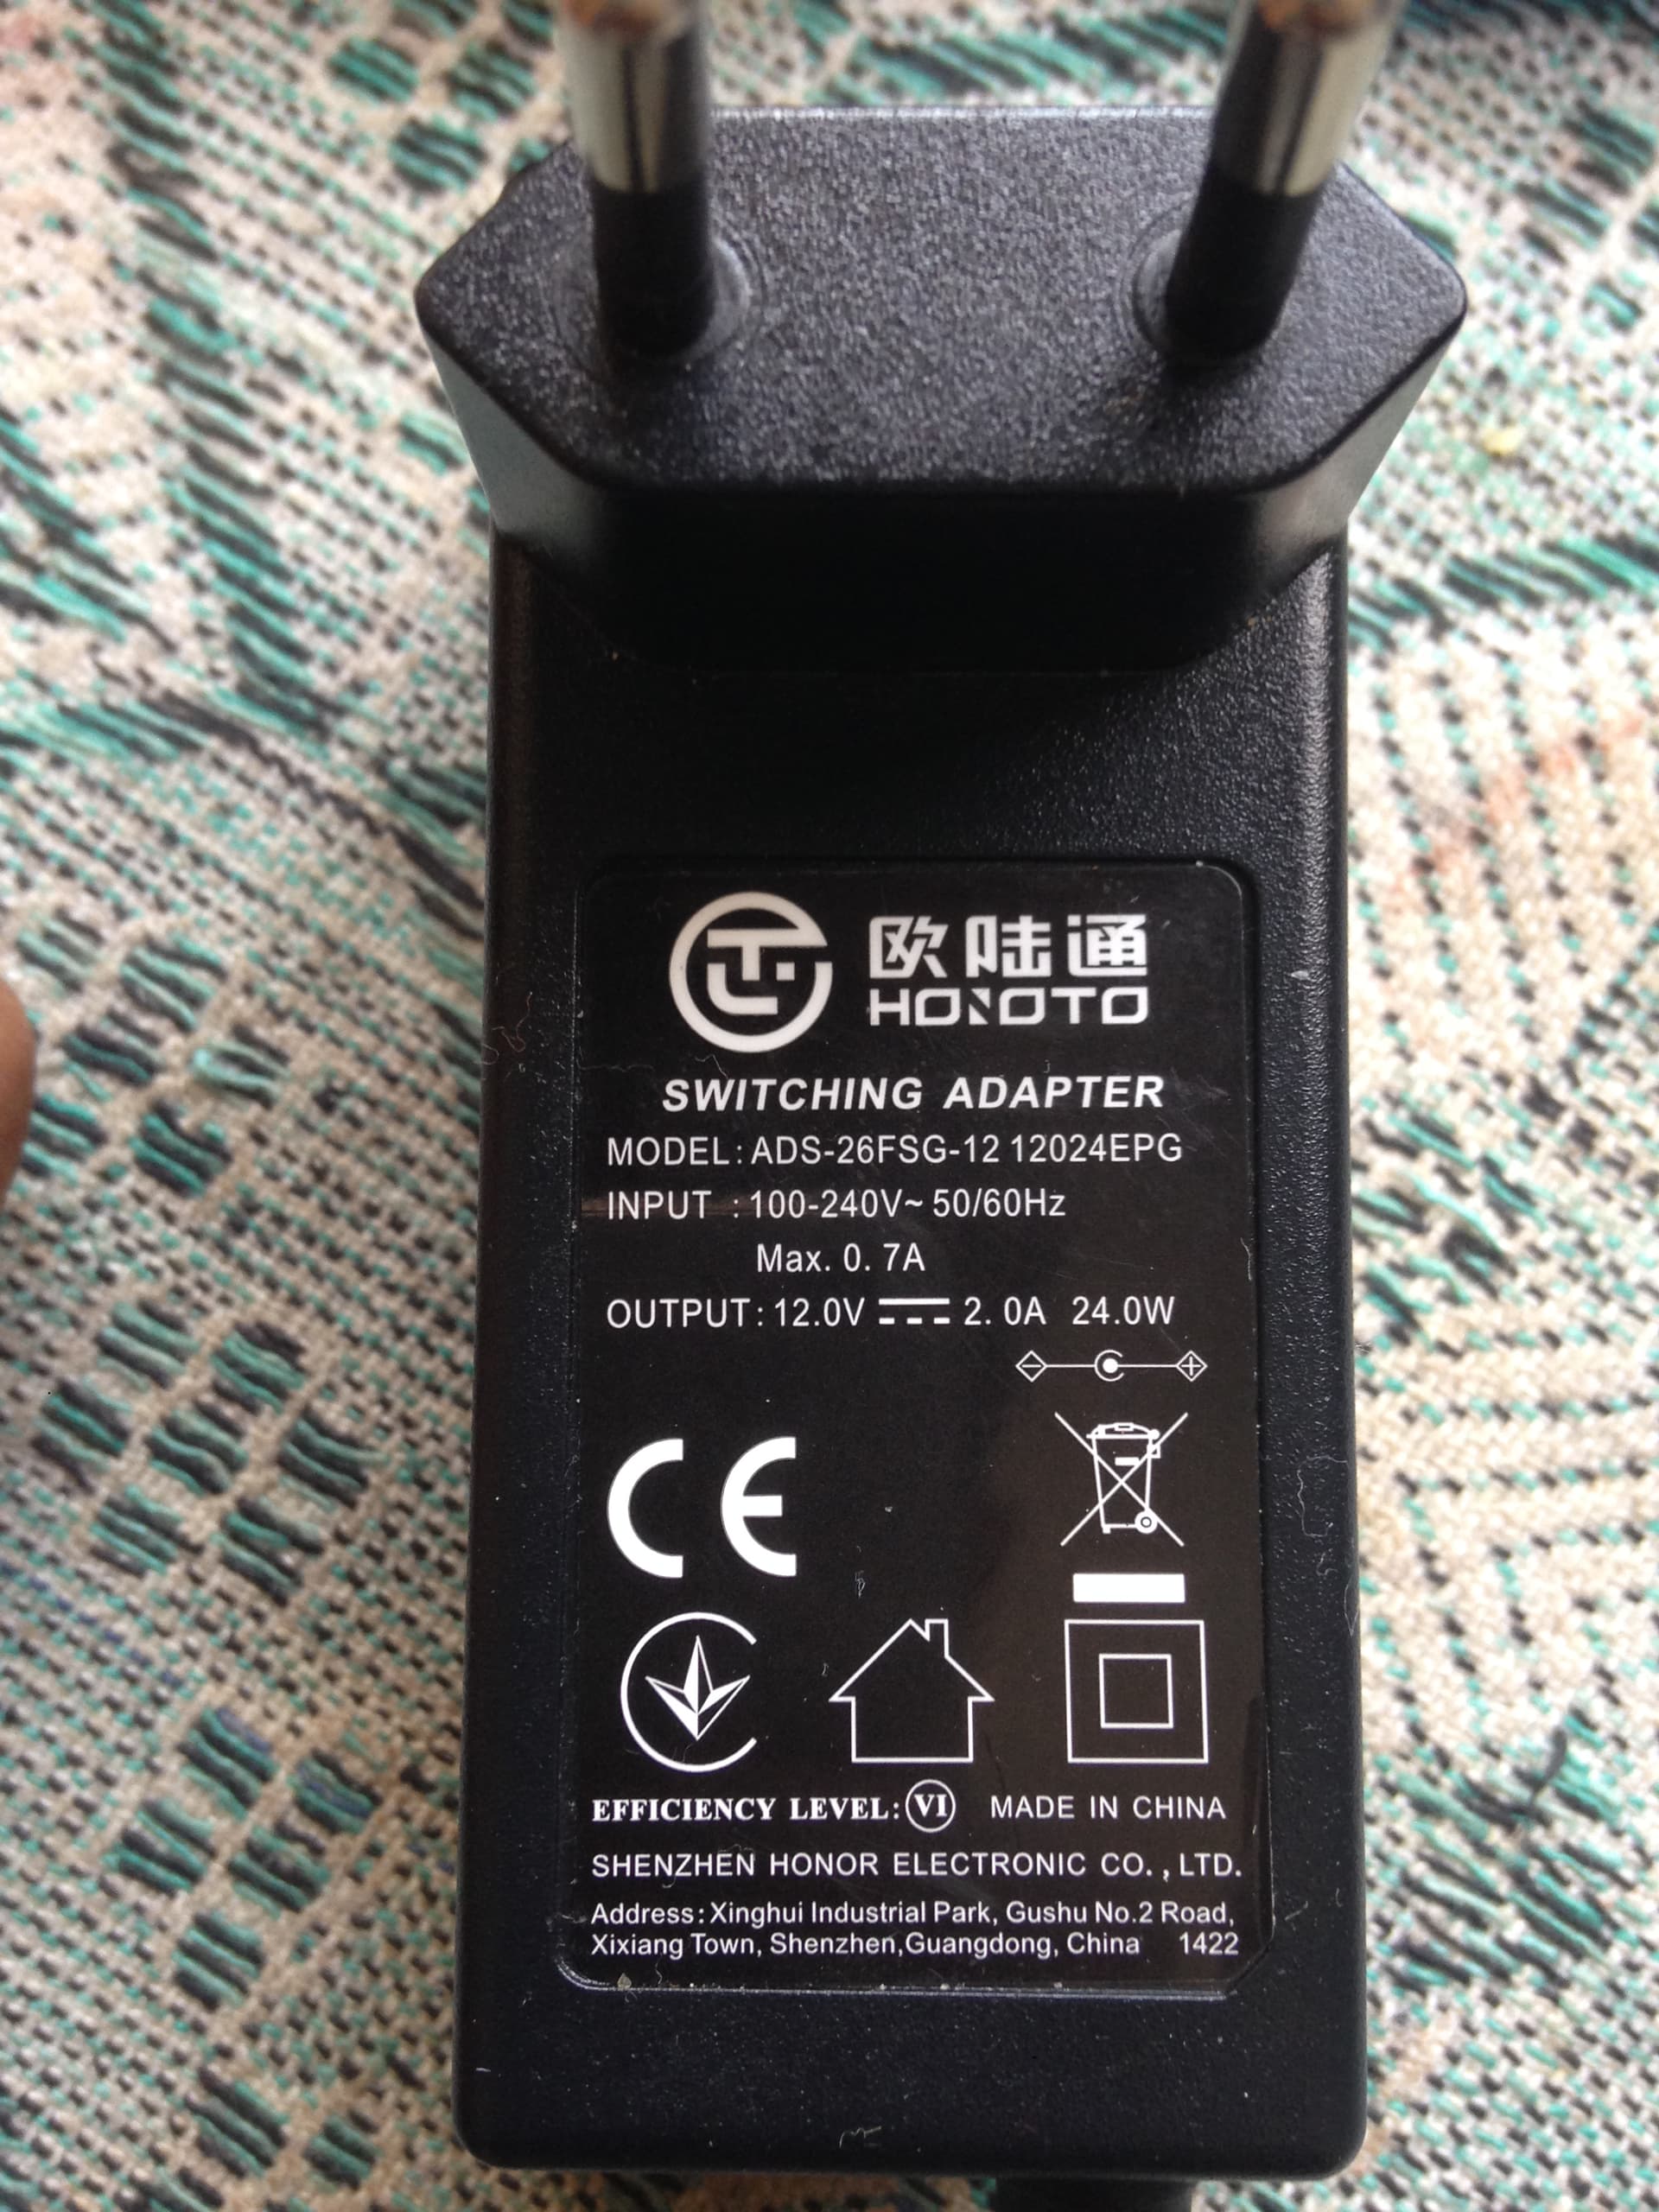 欧陆通
HONOTO
SWITCHING ADAPTER
MODEL: ADS-26FSG-12 12024EPG
INPUT : 100-240V~ 50/60Hz
Max. 0. 7A
OUTPUT: 12.0V 2. 0A 24.0W
CE
EFFICIENCY LEVEL: VI MADE IN CHINA
SHENZHEN HONOR ELECTRONIC CO., LTD.
Address: Xinghui Industrial Park, Gushu No.2 Road,
Xixiang Town, Shenzhen,Guangdong, China 1422